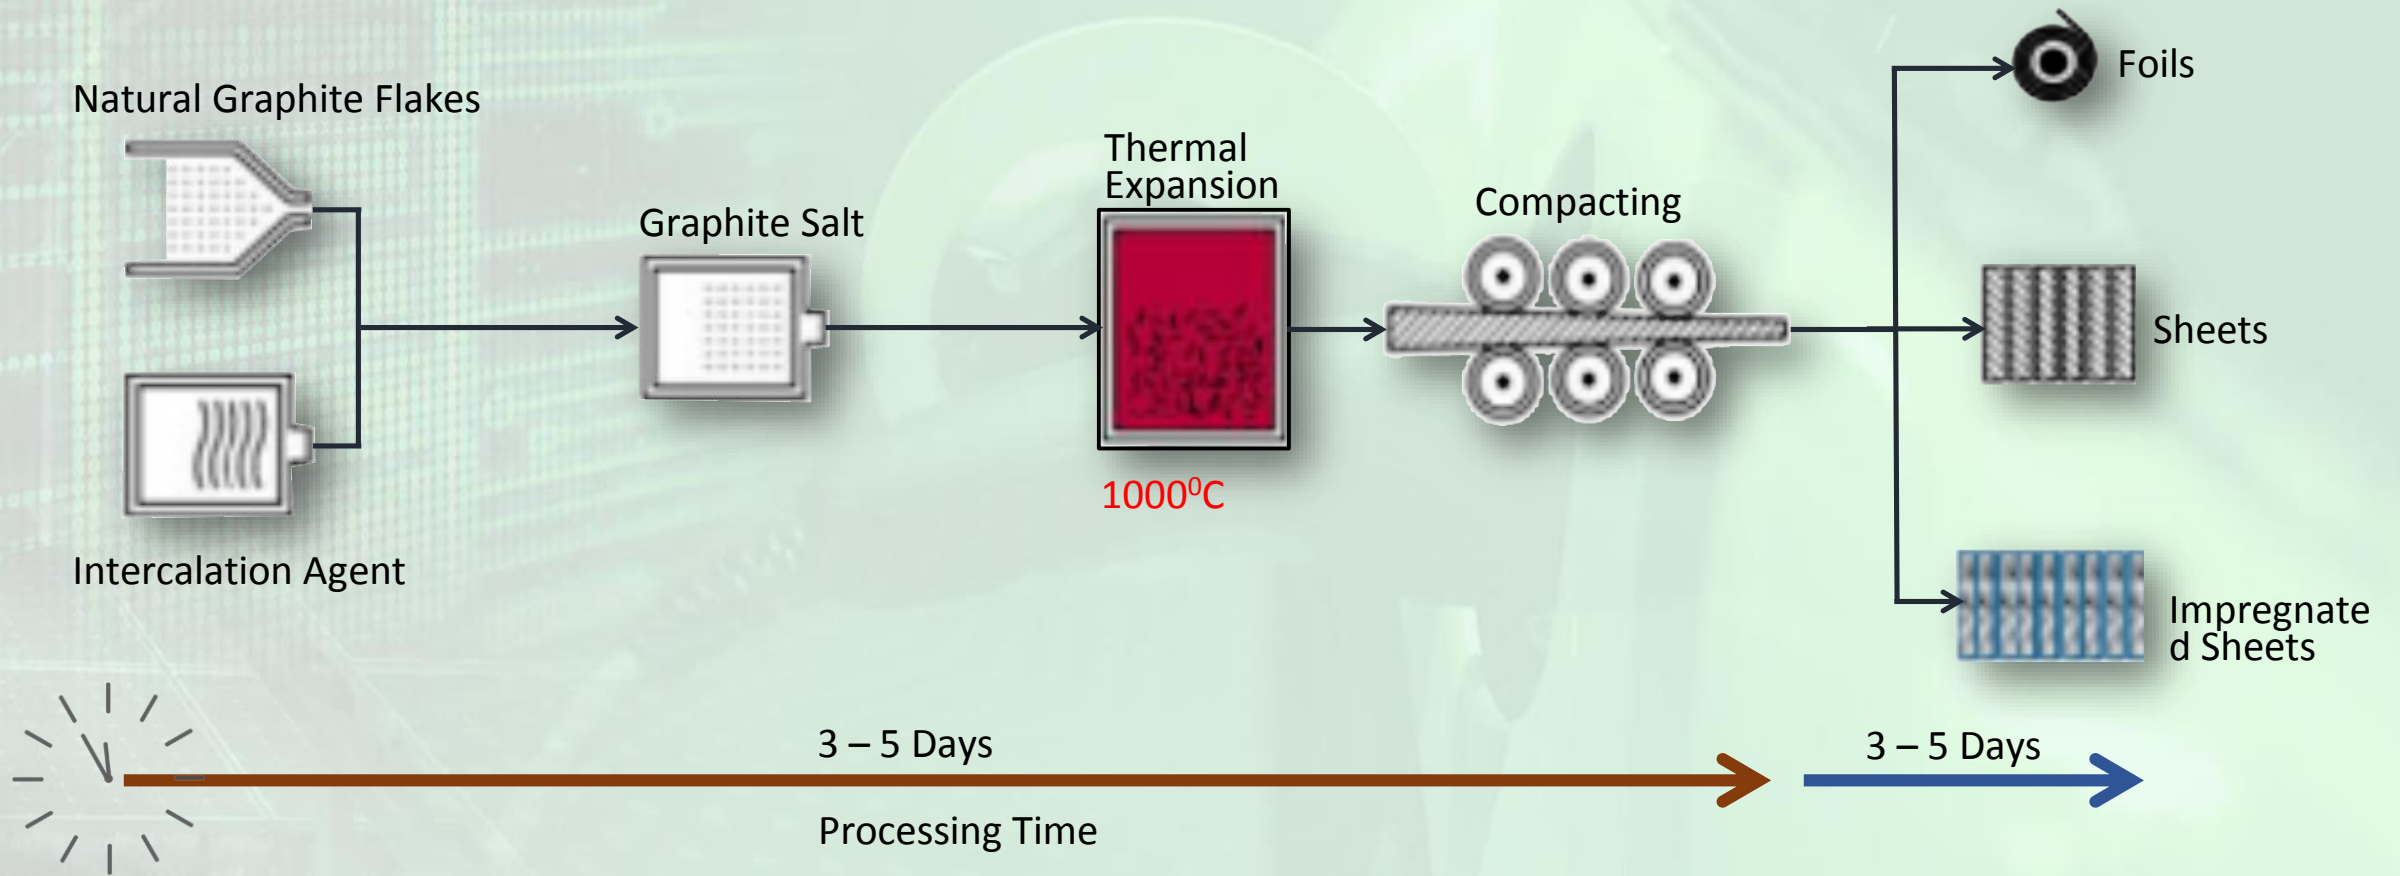 Natural Graphite Flakes
Intercalation Agent
Graphite Salt
Thermal
Expansion
1000⁰C
Compacting
Foils
Sheets
Impregnate
d Sheets
3 – 5 Days
3 – 5 Days
Processing Time